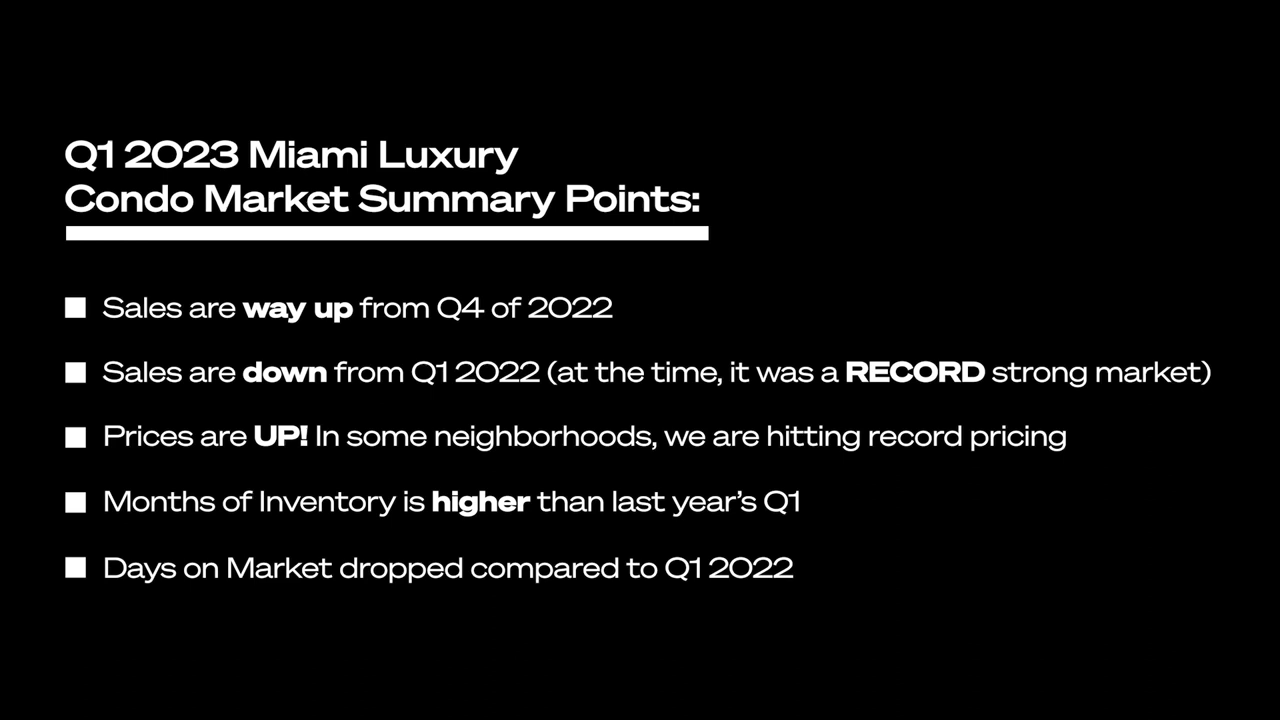 Q1 2023 Miami Luxury
Condo Market Summary Points:
Sales are way up from Q4 of 2022
Sales are down from Q1 2022 (at the time, it was a RECORD strong market)
Prices are UP! In some neighborhoods, we are hitting record pricing
Months of Inventory is higher than last year’s Q1
Days on Market dropped compared to Q1 2022